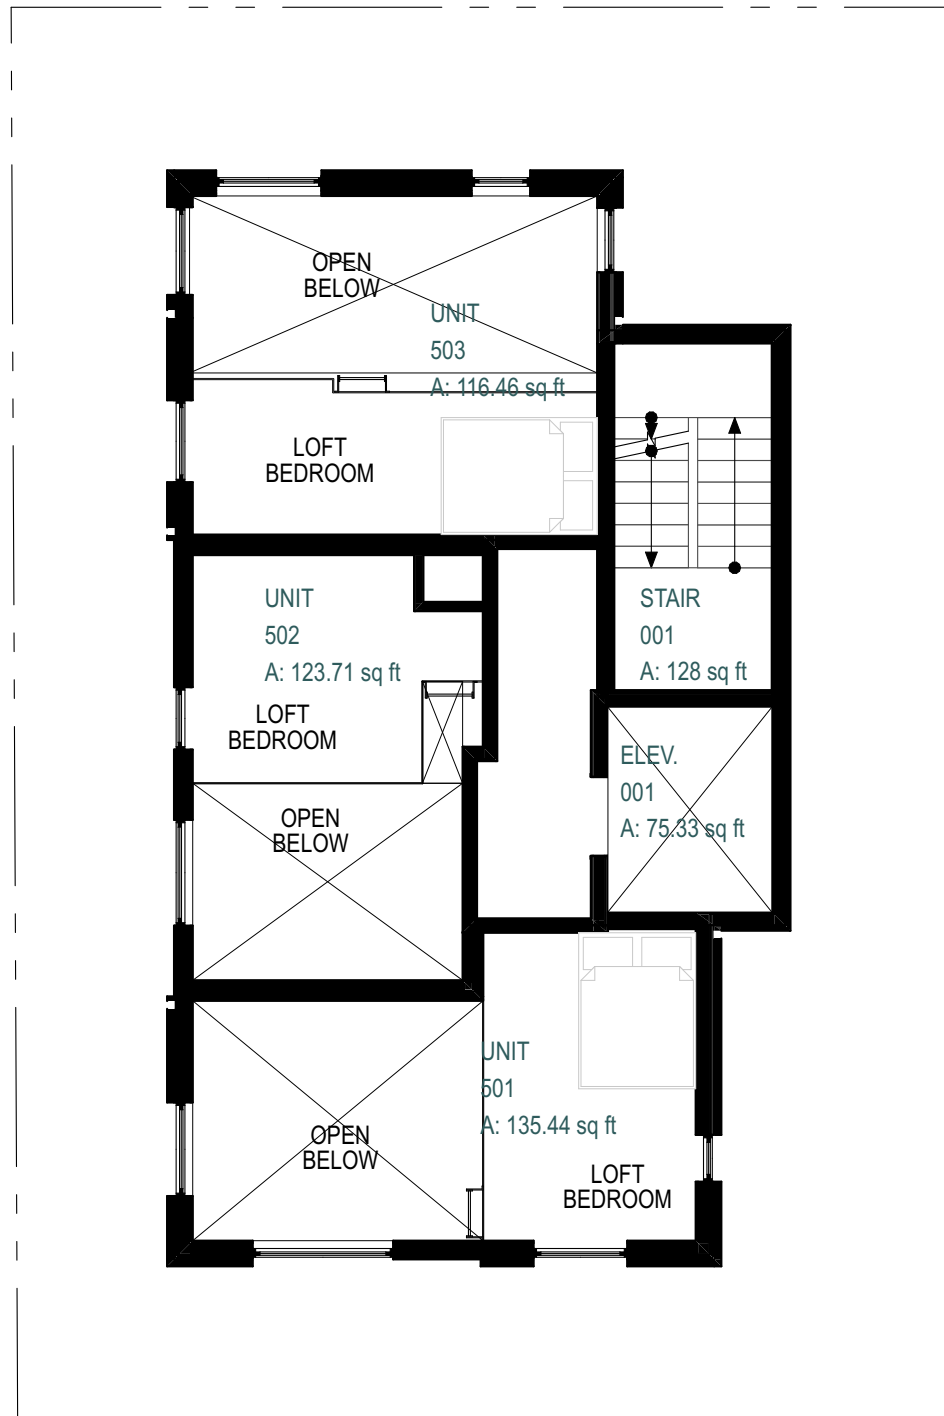 OPEN
BELOW
UNIT
503
A: 116.46 sq ft
LOFT
BEDROOM
UNIT
502
A: 123.71 sq ft
STAIR
001
A: 128 sq ft
LOFT
BEDROOM
ELEV.
001
A: 75.33 sq ft
OPEN
BELOW
UNIT
501
A: 135.44 sq ft
OPEN
BELOW
LOFT
BEDROOM